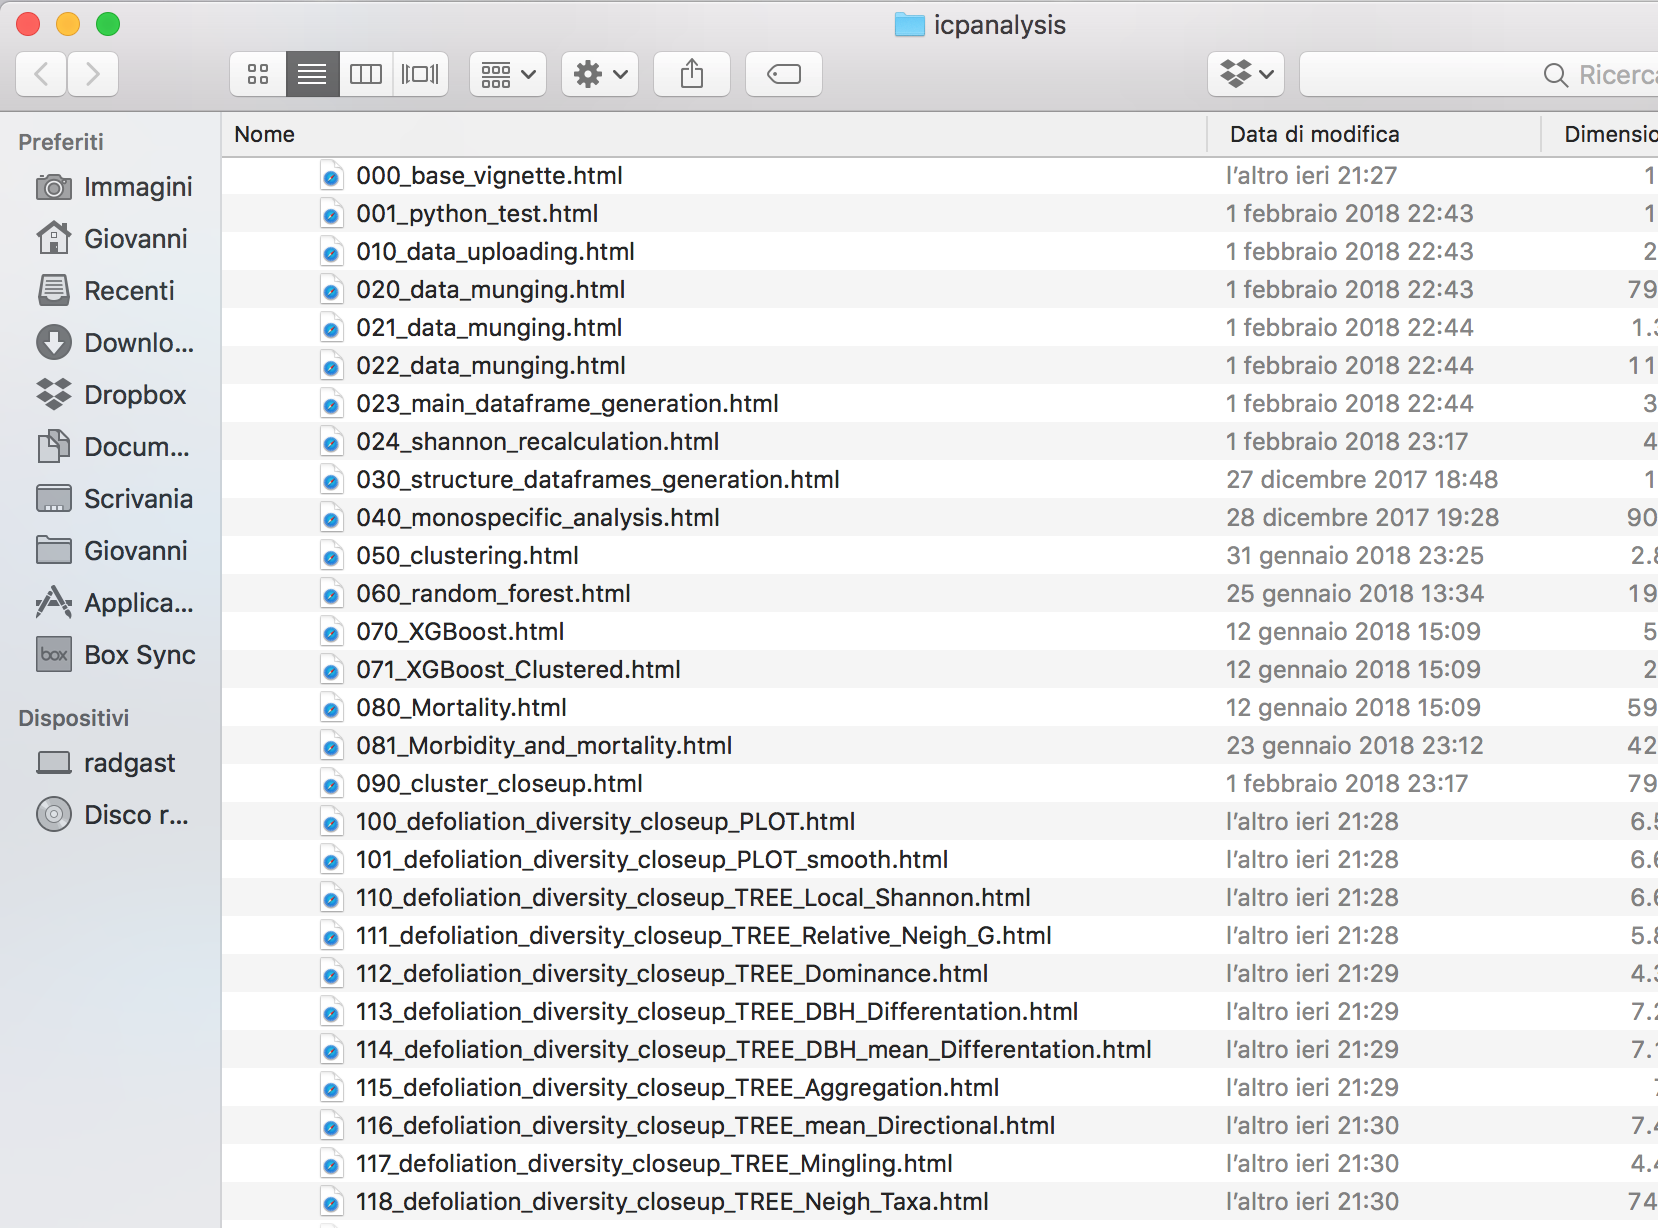 icpanalysis
Ricerca
Preferiti
Immagini
Giovanni
Recenti
Downlo...
Dropbox
Docum...
Scrivania
Giovanni
Applica...
box Box Sync
Dispositivi
radgast
Disco r...
Nome Data di modifica Dimensio
000_base_vignette.html l'altro ieri 21:27 1
001_python_test.html 1 febbraio 2018 22:43 1
010_data_uploading.html 1 febbraio 2018 22:43 2
020_data_munging.html 1 febbraio 2018 22:43 79
021_data_munging.html 1 febbraio 2018 22:44 1.3
022_data_munging.html 1 febbraio 2018 22:44 11
023_main_dataframe_generation.html 1 febbraio 2018 22:44 3
024_shannon_recalculation.html 1 febbraio 2018 23:17 4
030_structure_dataframes_generation.html 27 dicembre 2017 18:48 1
040_monospecific_analysis.html 28 dicembre 2017 19:28 90
050_clustering.html 31 gennaio 2018 23:25 2.8
060_random_forest.html 25 gennaio 2018 13:34 19
070_XGBoost.html 12 gennaio 2018 15:09 5
071_XGBoost_Clustered.html 12 gennaio 2018 15:09 2
080_Mortality.html 12 gennaio 2018 15:09 59
081_Morbidity_and_mortality.html 23 gennaio 2018 23:12 42
090_cluster_closeup.html 1 febbraio 2018 23:17 79
100_defoliation_diversity_closeup_PLOT.html l'altro ieri 21:28 6.5
101_defoliation_diversity_closeup_PLOT_smooth.html l'altro ieri 21:28 6.6
110_defoliation_diversity_closeup_TREE_Local_Shannon.html l'altro ieri 21:28 6.6
111_defoliation_diversity_closeup_TREE_Relative_Neigh_G.html l'altro ieri 21:28 5.8
112_defoliation_diversity_closeup_TREE_Dominance.html l'altro ieri 21:29 4.3
113_defoliation_diversity_closeup_TREE_DBH_Differentation.html l'altro ieri 21:29 7.2
114_defoliation_diversity_closeup_TREE_DBH_mean_Differentation.html l'altro ieri 21:29 7.1
115_defoliation_diversity_closeup_TREE_Aggregation.html l'altro ieri 21:29
116_defoliation_diversity_closeup_TREE_mean_Directional.html l'altro ieri 21:30 7.4
117_defoliation_diversity_closeup_TREE_Mingling.html l'altro ieri 21:30 4.4
118_defoliation_diversity_closeup_TREE_Neigh_Taxa.html l'altro ieri 21:30 74